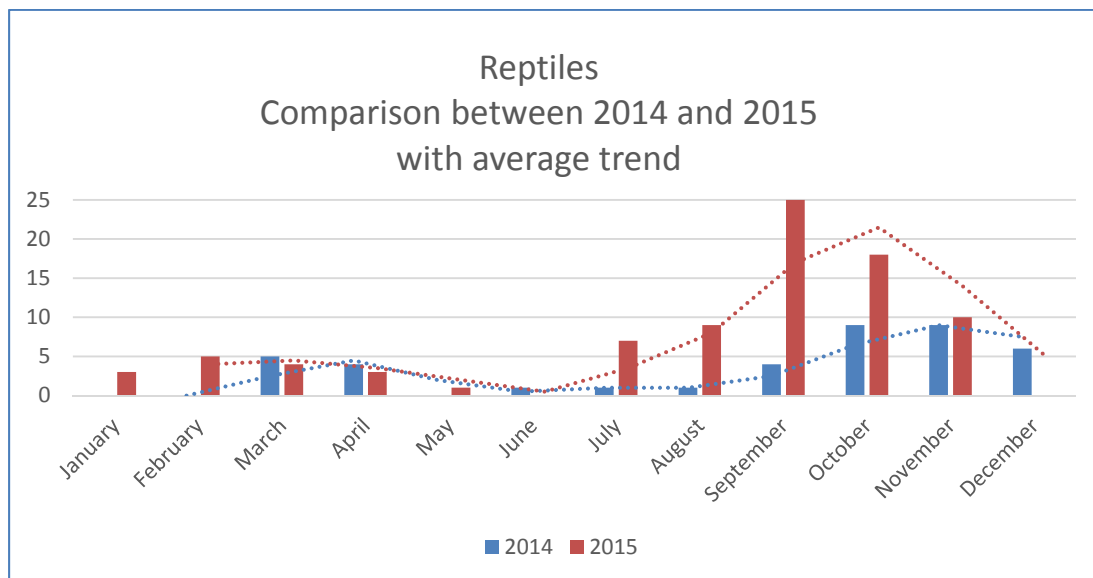 Reptiles
Comparison between 2014 and 2015
with average trend
25
20
15
10
5
0
January
February
March
April
May
June
July
August
September
October
November
December
2014
2015